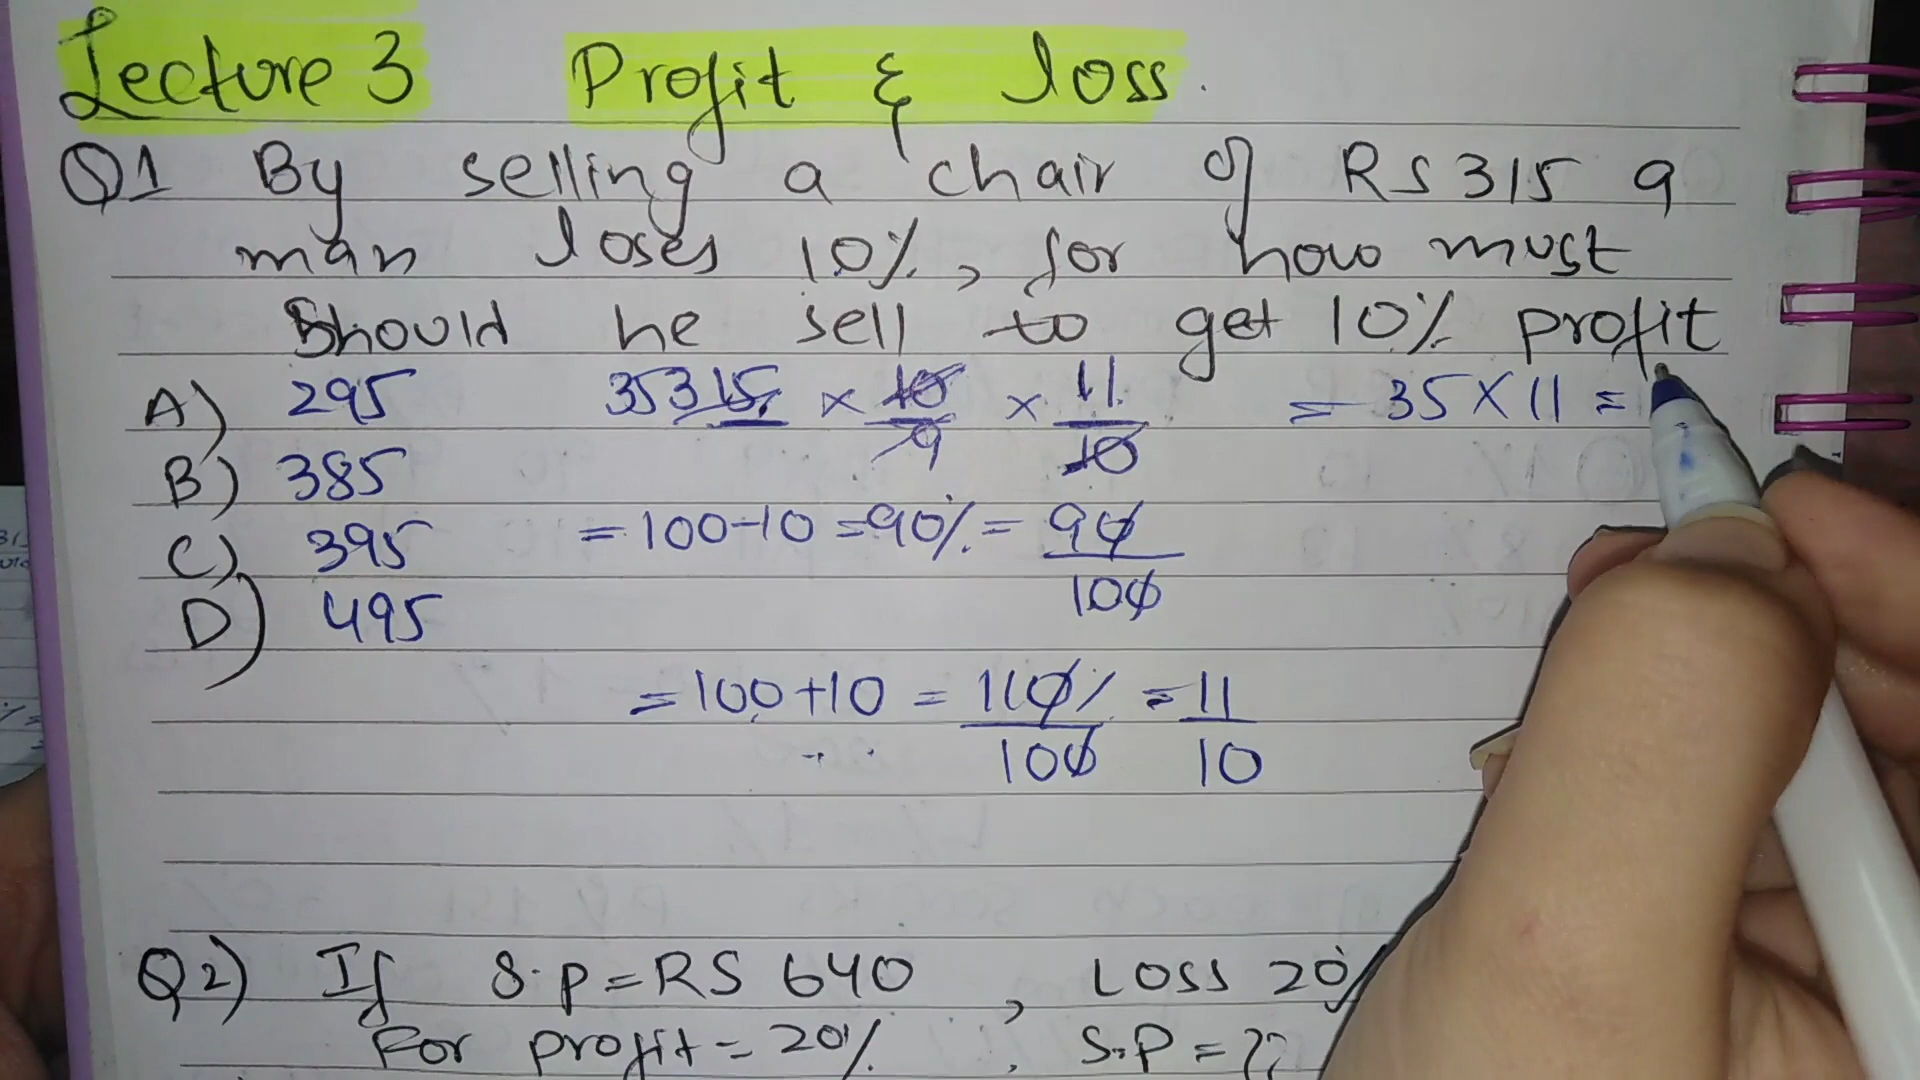 Lecture 3 Profit & loss.
Q1 By selling a chair of RS 315 a
man loses 10%, for how must
Should he sell to get 10% profit
A) 295 35 315 × 10/9 × 11/10 = 35 × 11 =
B) 385
= 100-10 = 90% = 90/100
C) 395
D) 495
= 100+10 = 110%/100 = 11/10
Q2) If S.P = RS 640, Loss 20%
For profit = 20%, S.P = ??